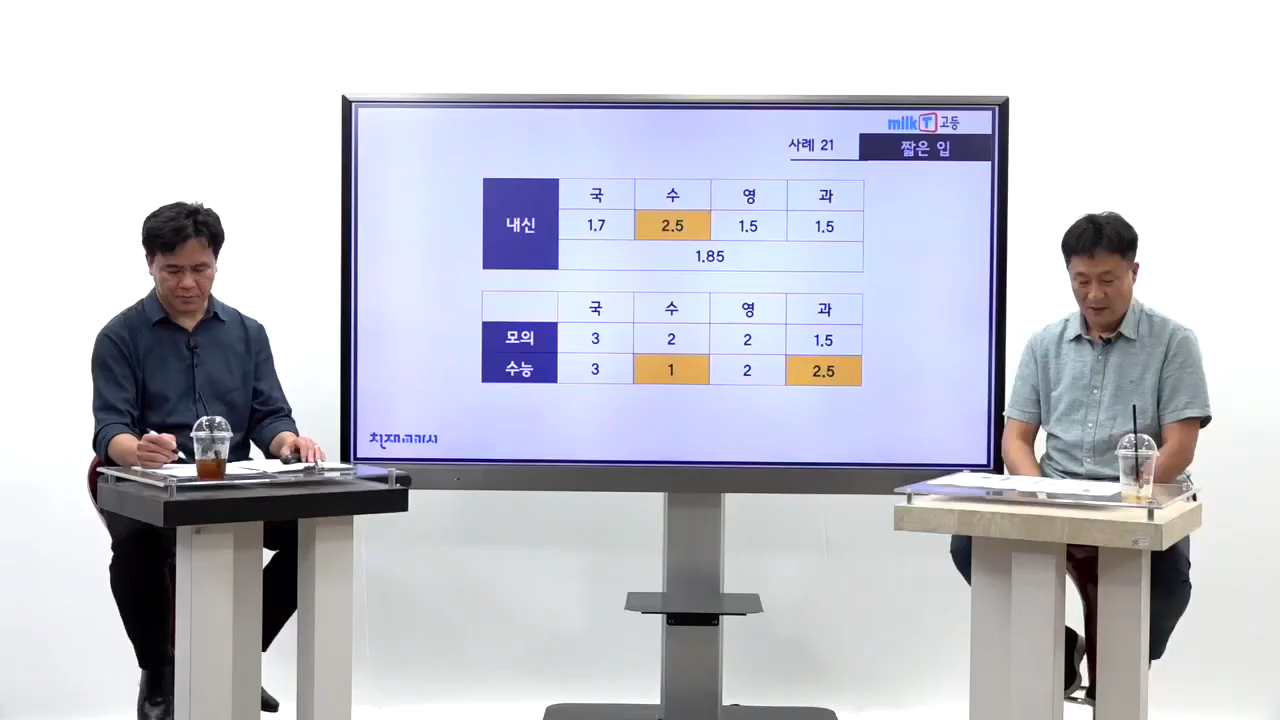 milk T 고등
사례 21 짧은 입
국 수 영 과
내신 1.7 2.5 1.5 1.5
1.85
국 수 영 과
모의 3 2 2 1.5
수능 3 1 2 2.5
천재교과서